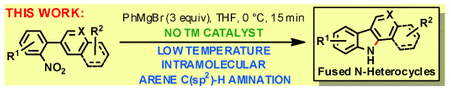 THIS WORK:
PhMgBr (3 equiv), THF, 0 °C, 15 min
NO TM CATALYST
LOW TEMPERATURE
INTRAMOLECULAR
ARENE C(sp²)-H AMINATION
R¹
NO₂
X
R²
R¹
N
H
X
R²
Fused N-Heterocycles